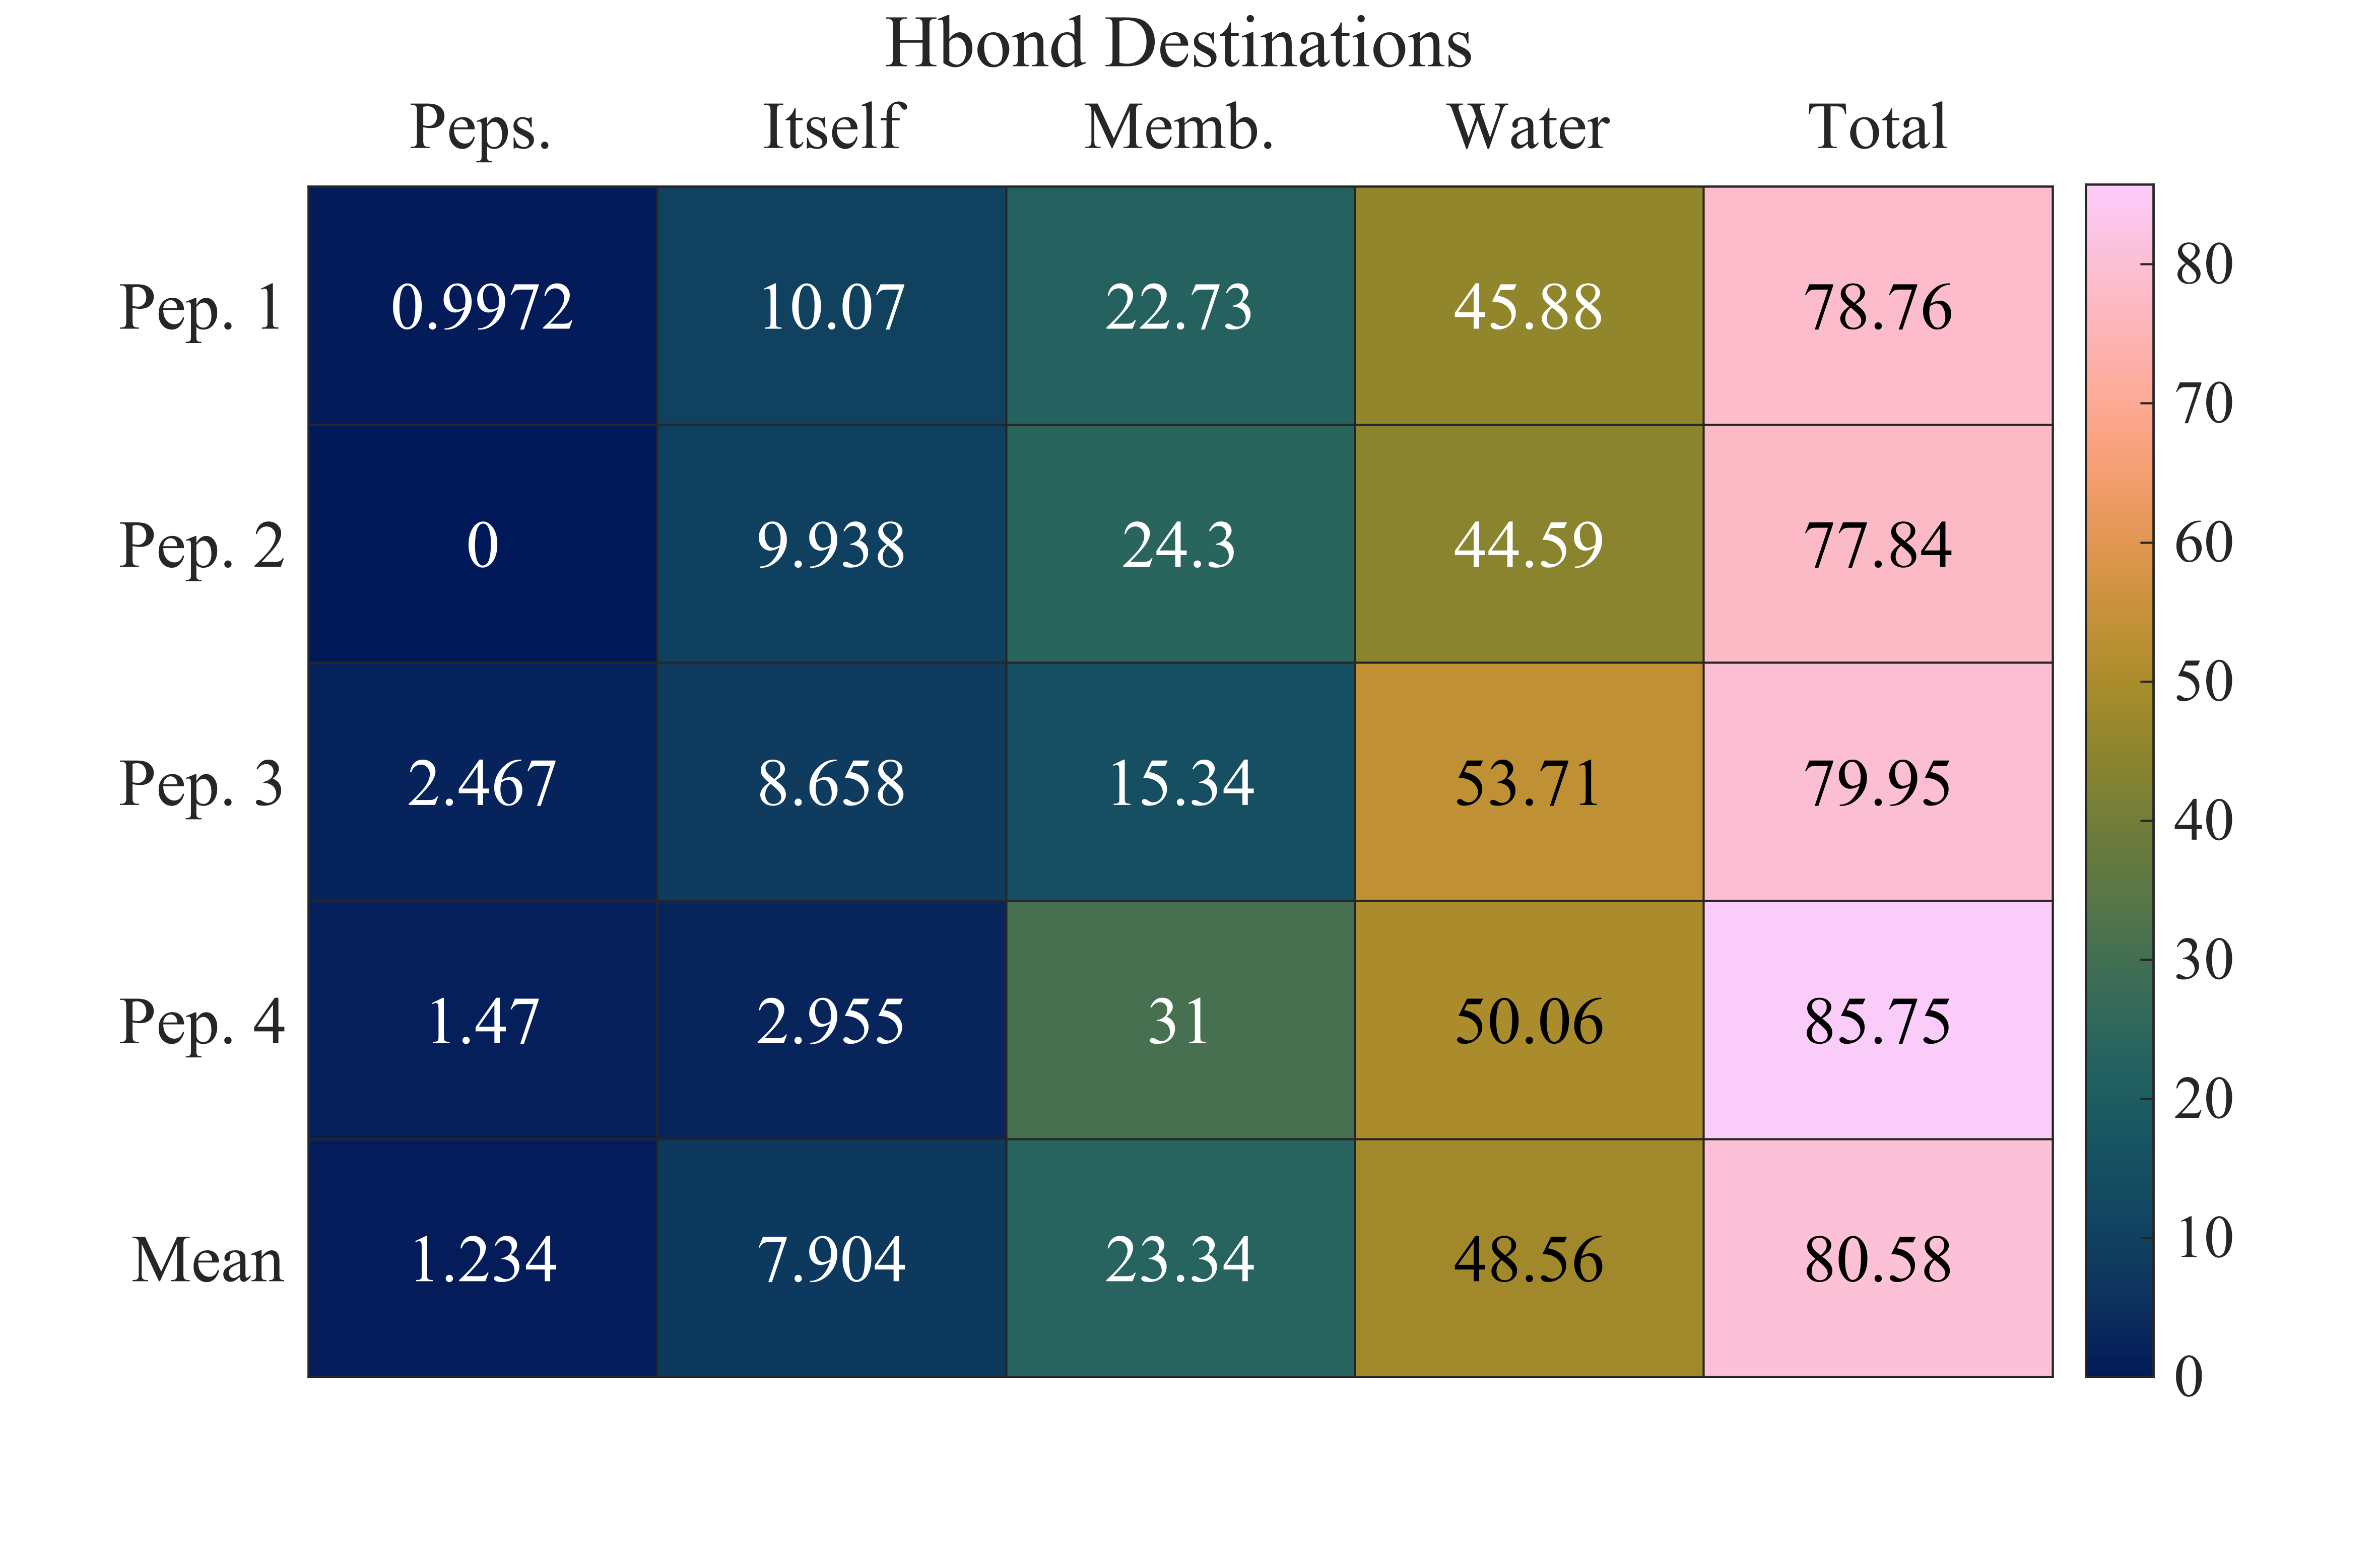 Hbond Destinations
Peps. Itself Memb. Water Total
Pep. 1 0.9972 10.07 22.73 45.88 78.76
Pep. 2 0 9.938 24.3 44.59 77.84
Pep. 3 2.467 8.658 15.34 53.71 79.95
Pep. 4 1.47 2.955 31 50.06 85.75
Mean 1.234 7.904 23.34 48.56 80.58
80
70
60
50
40
30
20
10
0